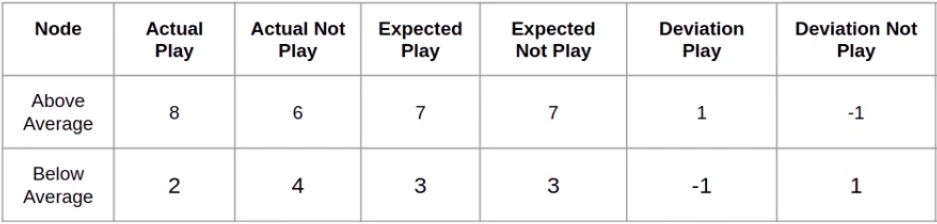 Node Actual Play Actual Not Play Expected Play Expected Not Play Deviation Play Deviation Not Play
Above Average 8 6 7 7 1 -1
Below Average 2 4 3 3 -1 1